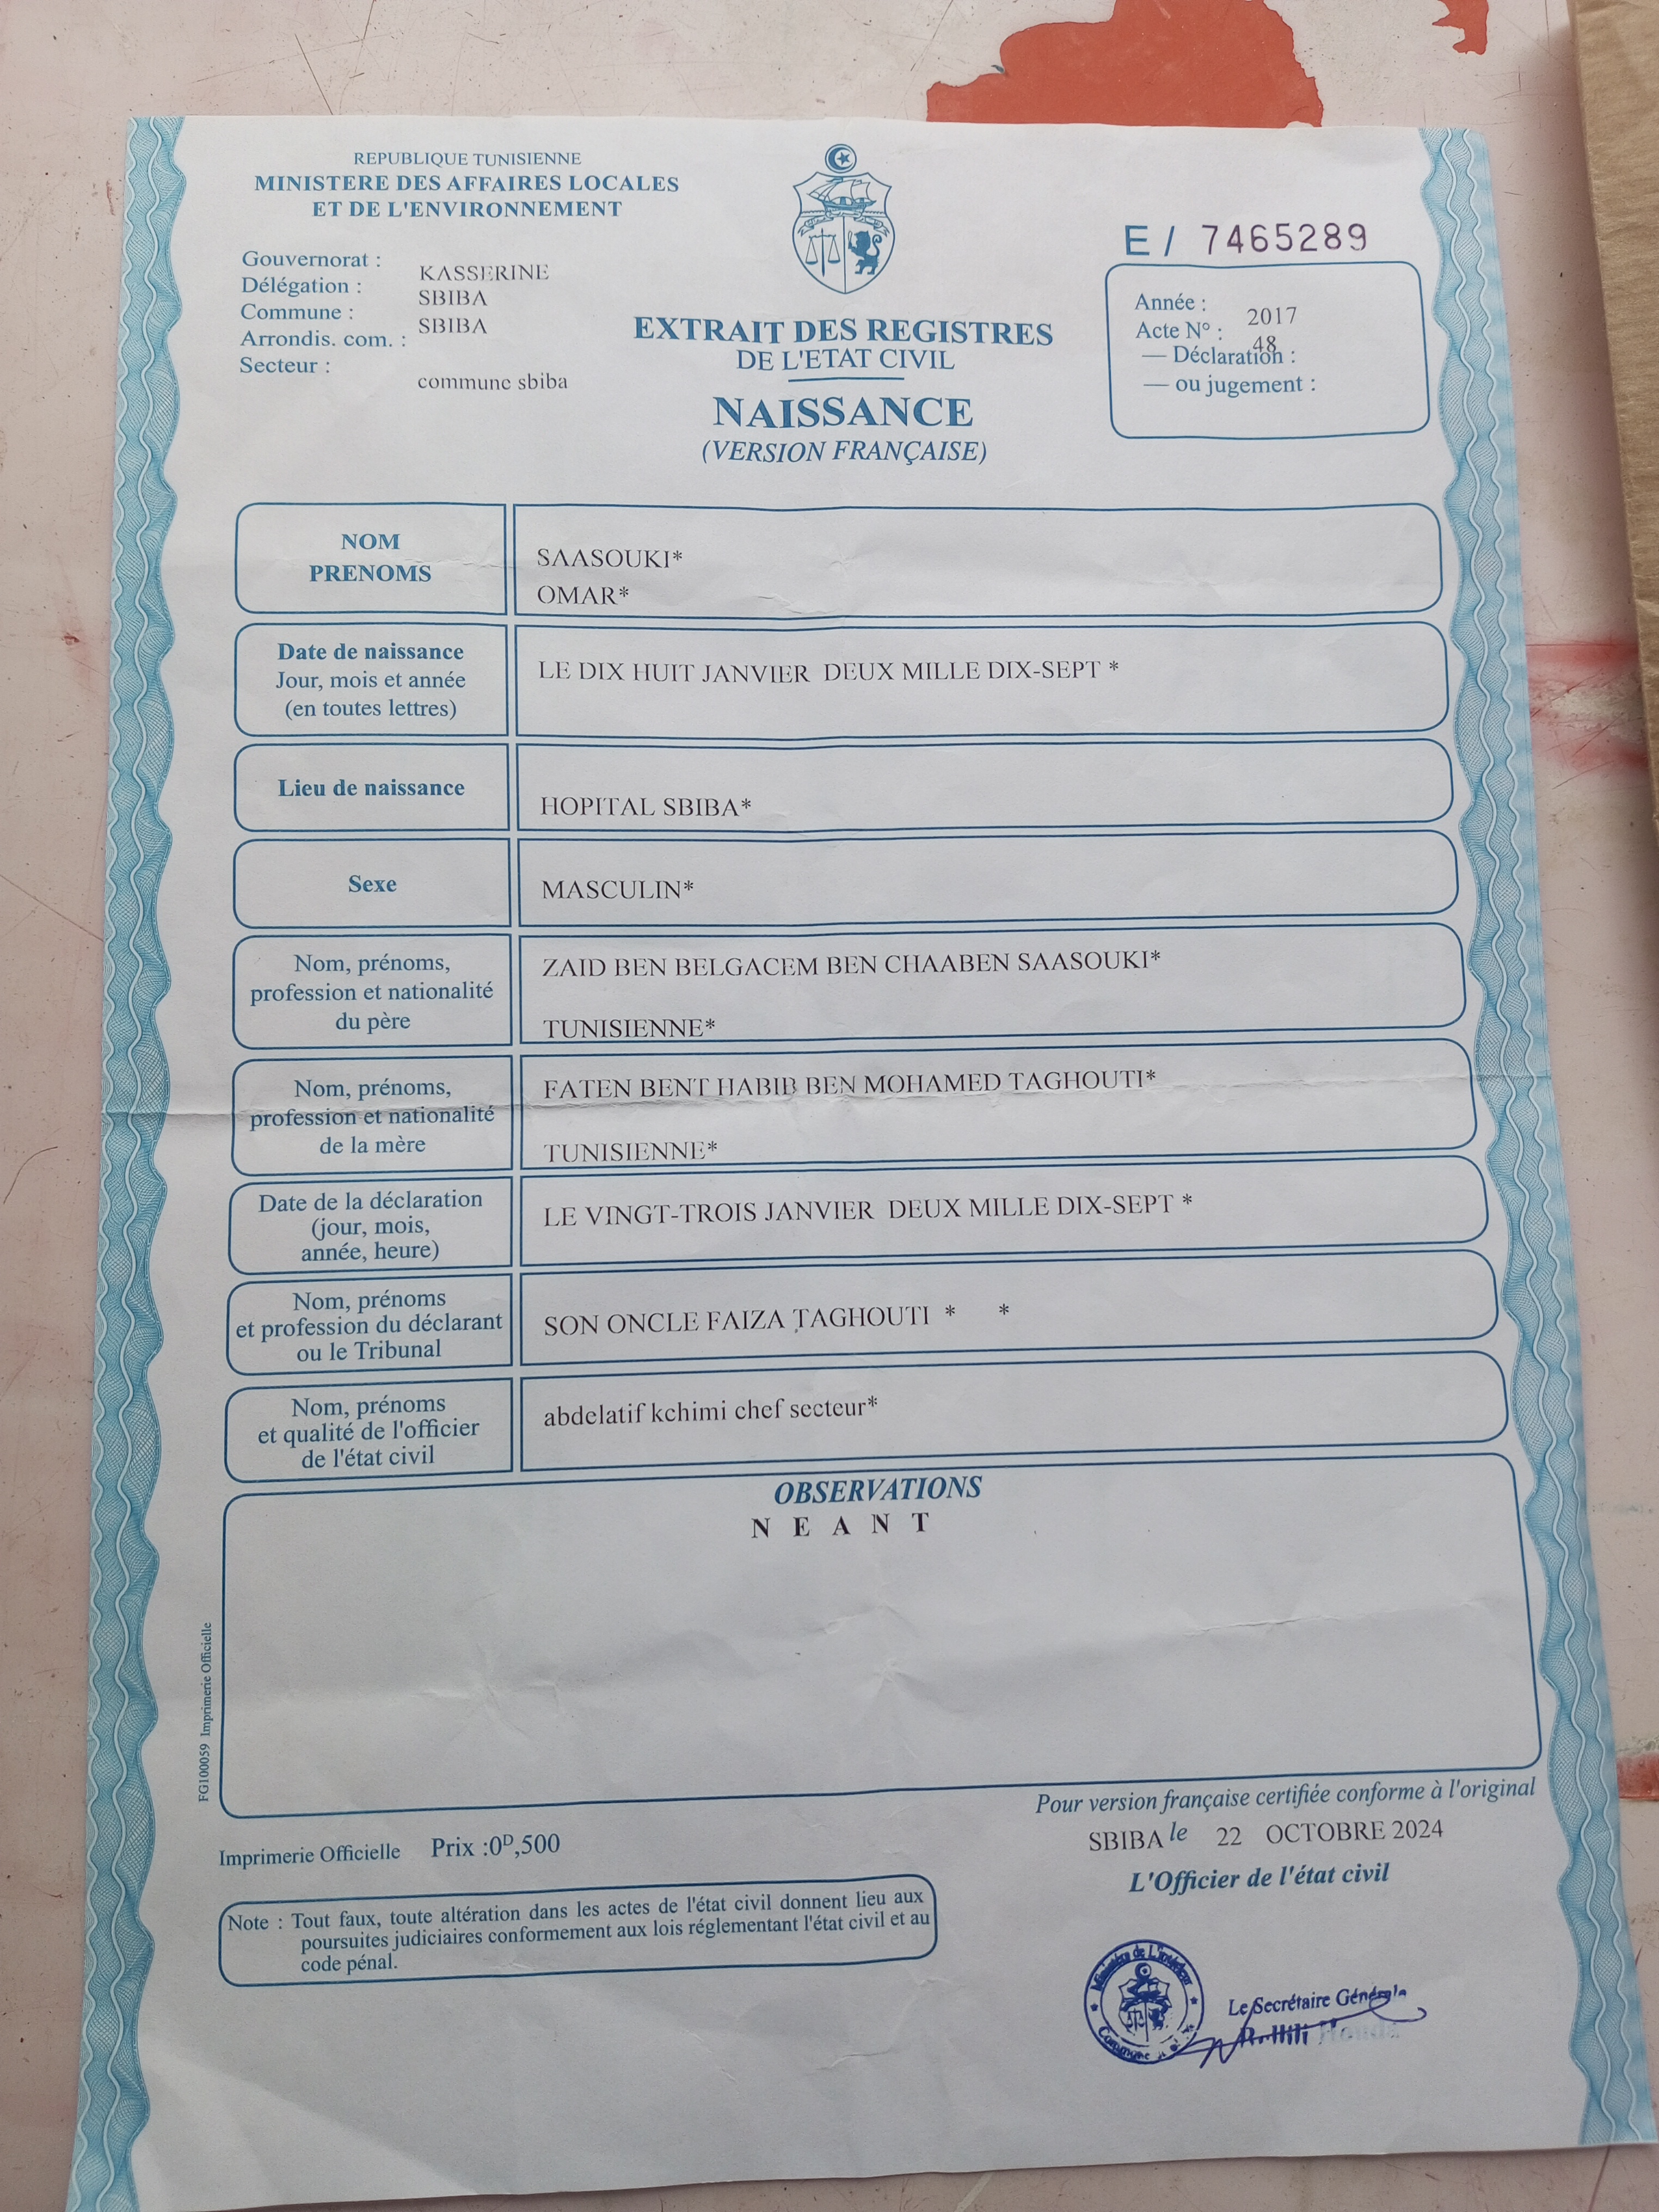 REPUBLIQUE TUNISIENNE
MINISTERE DES AFFAIRES LOCALES
ET DE L'ENVIRONNEMENT
Gouvernorat : KASSERINE
Délégation : SBIBA
Commune : SBIBA
Arrondis. com. :
Secteur : commune sbiba
EXTRAIT DES REGISTRES
DE L'ETAT CIVIL
NAISSANCE
(VERSION FRANÇAISE)
E / 7465289
Année : 2017
Acte N° : 48
— Déclaration :
— ou jugement :
NOM
PRENOMS
SAASOUKI*
OMAR*
Date de naissance
Jour, mois et année
(en toutes lettres)
LE DIX HUIT JANVIER DEUX MILLE DIX-SEPT *
Lieu de naissance
HOPITAL SBIBA*
Sexe
MASCULIN*
Nom, prénoms,
profession et nationalité
du père
ZAID BEN BELGACEM BEN CHAABEN SAASOUKI*
TUNISIENNE*
Nom, prénoms,
profession et nationalité
de la mère
FATEN BENT HABIB BEN MOHAMED TAGHOUTI*
TUNISIENNE*
Date de la déclaration
(jour, mois,
année, heure)
LE VINGT-TROIS JANVIER DEUX MILLE DIX-SEPT *
Nom, prénoms
et profession du déclarant
ou le Tribunal
SON ONCLE FAIZA TAGHOUTI * *
Nom, prénoms
et qualité de l'officier
de l'état civil
abdelatif kchimi chef secteur*
OBSERVATIONS
N E A N T
FG100059 Imprimerie Officielle
Pour version française certifiée conforme à l'original
SBIBA le 22 OCTOBRE 2024
L'Officier de l'état civil
Imprimerie Officielle Prix :0D,500
Note : Tout faux, toute altération dans les actes de l'état civil donnent lieu aux
poursuites judiciaires conformement aux lois réglementant l'état civil et au
code pénal.
Ministère de L'intérieur
Commune
Le Secrétaire Générale